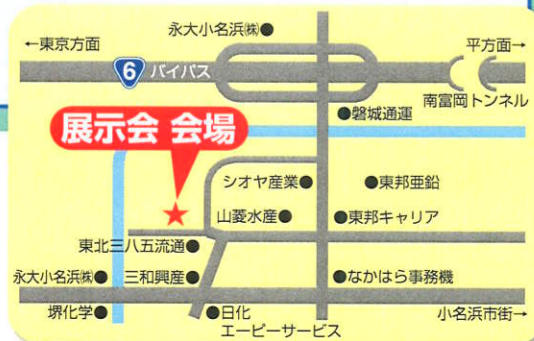 永大小名浜㈱●
←東京方面
平方面→
6 バイパス
南富岡トンネル
●磐城通運
展示会 会場
シオヤ産業●
●東邦亜鉛
山菱水産●
●東邦キャリア
東北三八五流通●
永大小名浜㈱●
三和興産●
●なかはら事務機
堺化学●
●日化
エービーサービス
小名浜市街→